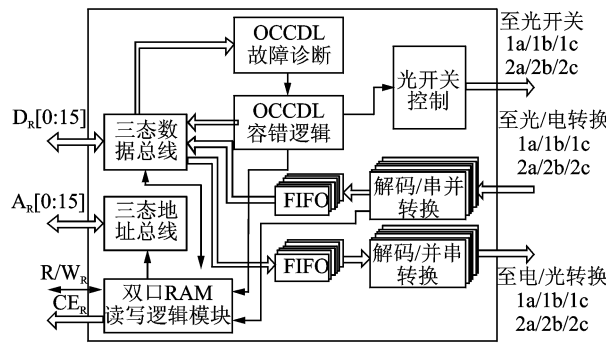 OCCDL
故障诊断
至光开关
1a/1b/1c
2a/2b/2c
光开关
控制
OCCDL
容错逻辑
D_R[0:15]
三态数
据总线
至光/电转换
1a/1b/1c
2a/2b/2c
FIFO
解码/串并
转换
A_R[0:15]
三态地
址总线
FIFO
解码/并串
转换
R/W_R
CE_R
双口RAM
读写逻辑模块
至电/光转换
1a/1b/1c
2a/2b/2c